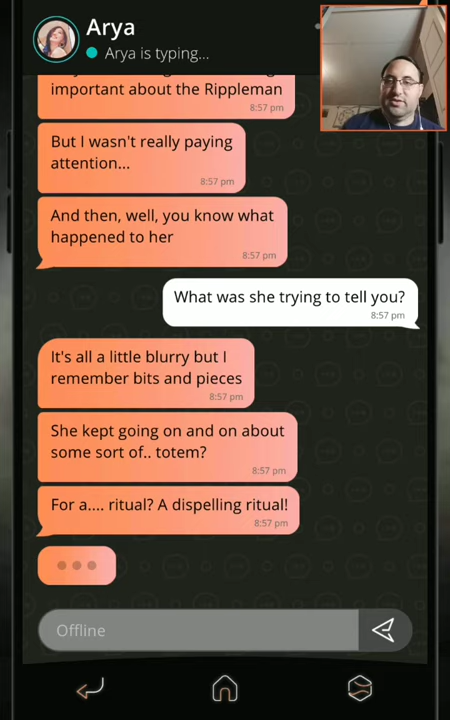 Arya
Arya is typing...
important about the Rippleman
8:57 pm
But I wasn't really paying
attention...
8:57 pm
And then, well, you know what
happened to her
8:57 pm
What was she trying to tell you?
8:57 pm
It's all a little blurry but I
remember bits and pieces
8:57 pm
She kept going on and on about
some sort of.. totem?
8:57 pm
For a.... ritual? A dispelling ritual!
8:57 pm
Offline